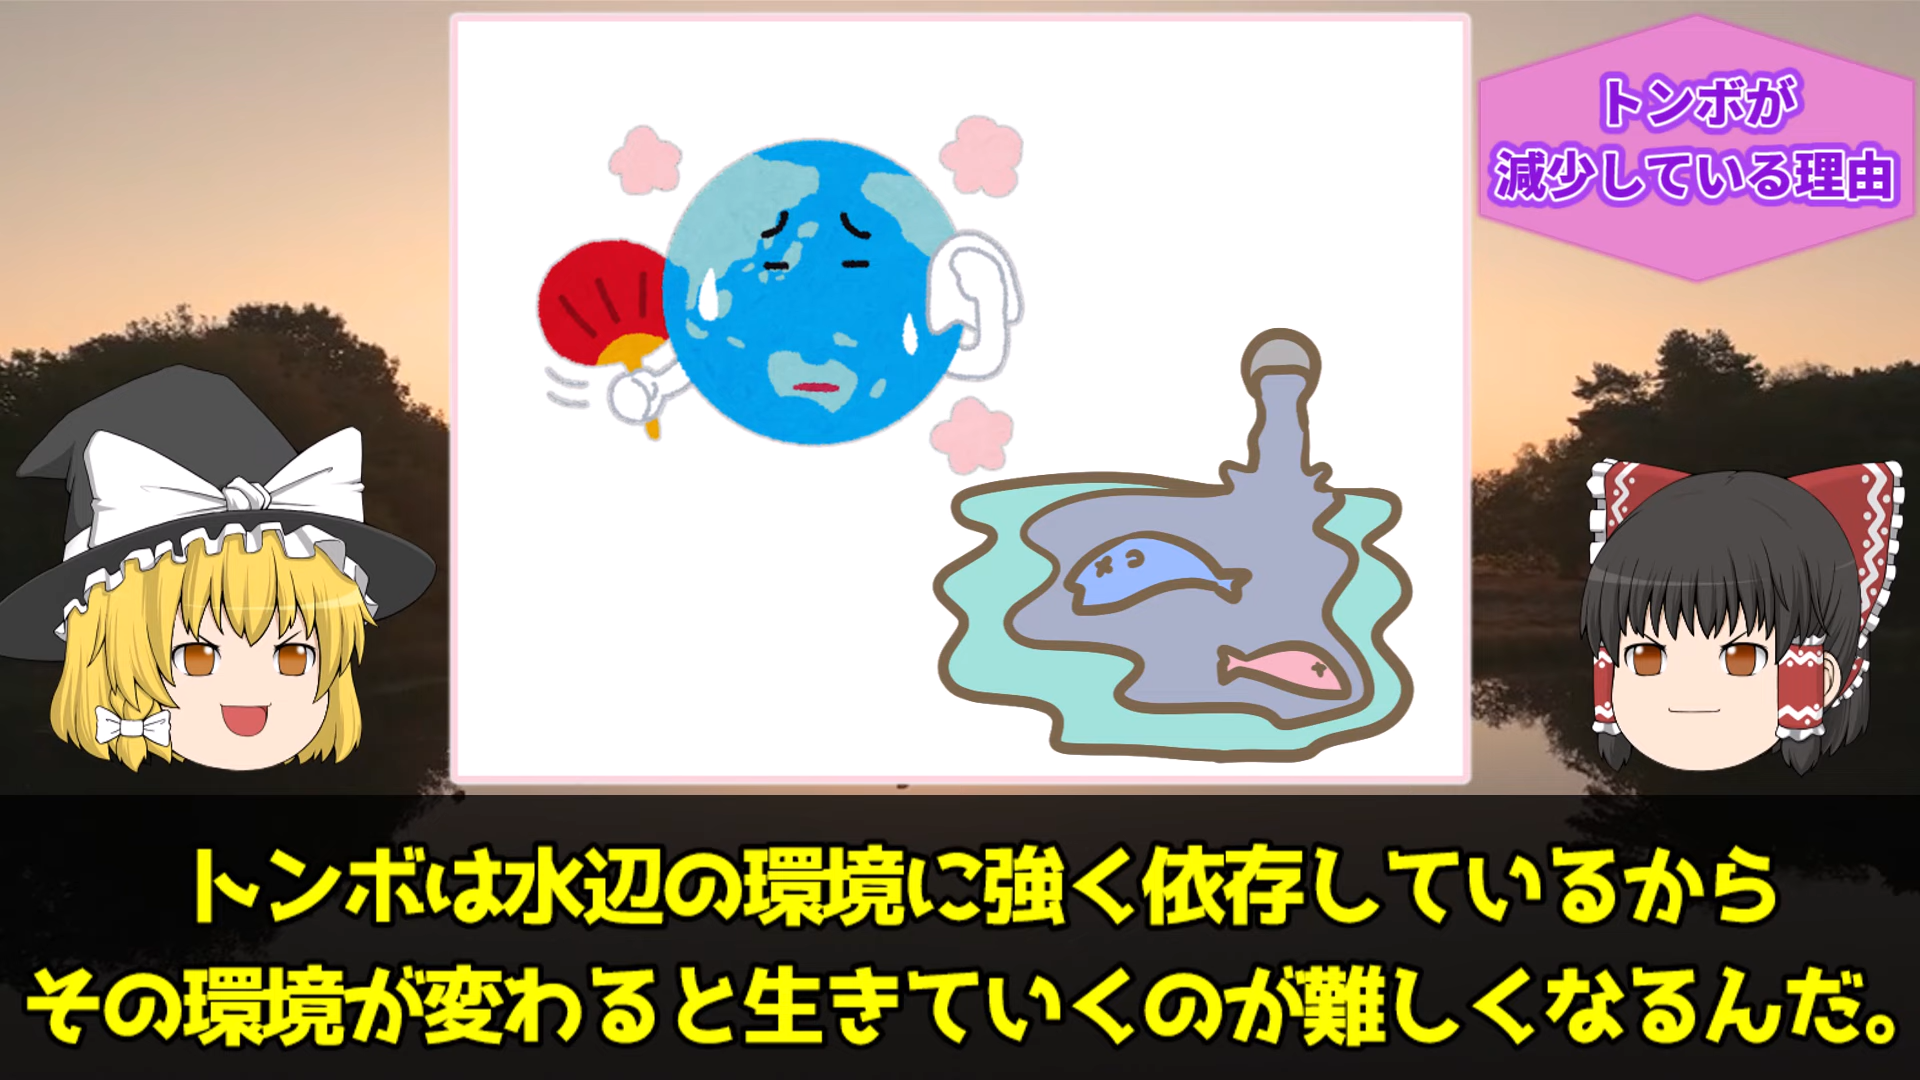 トンボが
減少している理由
トンボは水辺の環境に強く依存しているから
その環境が変わると生きていくのが難しくなるんだ。